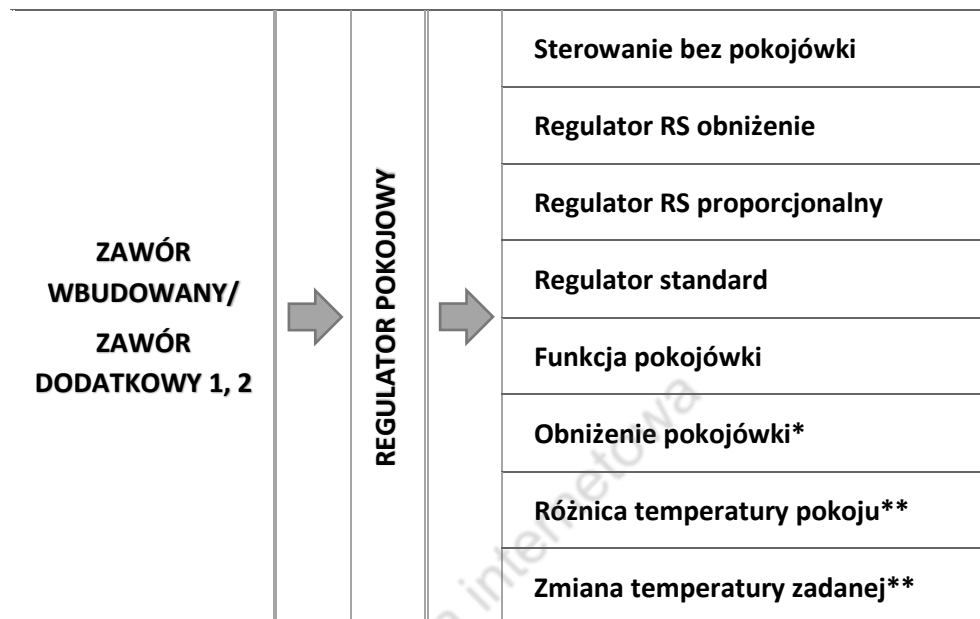 ZAWÓR
WBUDOWANY/
ZAWÓR
DODATKOWY 1, 2
REGULATOR POKOJOWY
Sterowanie bez pokojówki
Regulator RS obniżenie
Regulator RS proporcjonalny
Regulator standard
Funkcja pokojówki
Obniżenie pokojówki*
Różnica temperatury pokoju**
Zmiana temperatury zadanej**
internetowa